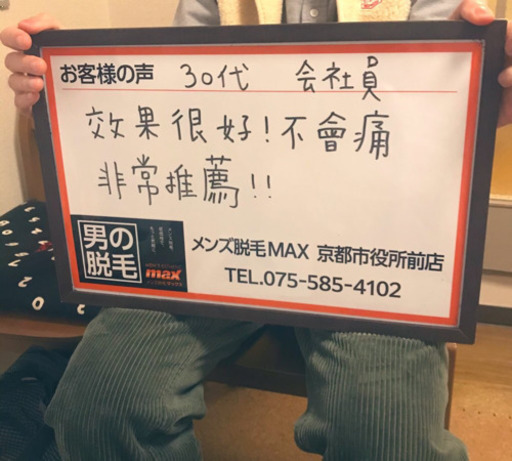 お客様の声 30代 会社員
効果很好!不會痛
非常推薦!!
男の
脱毛
max
メンズ脱毛MAX 京都市役所前店
TEL.075-585-4102